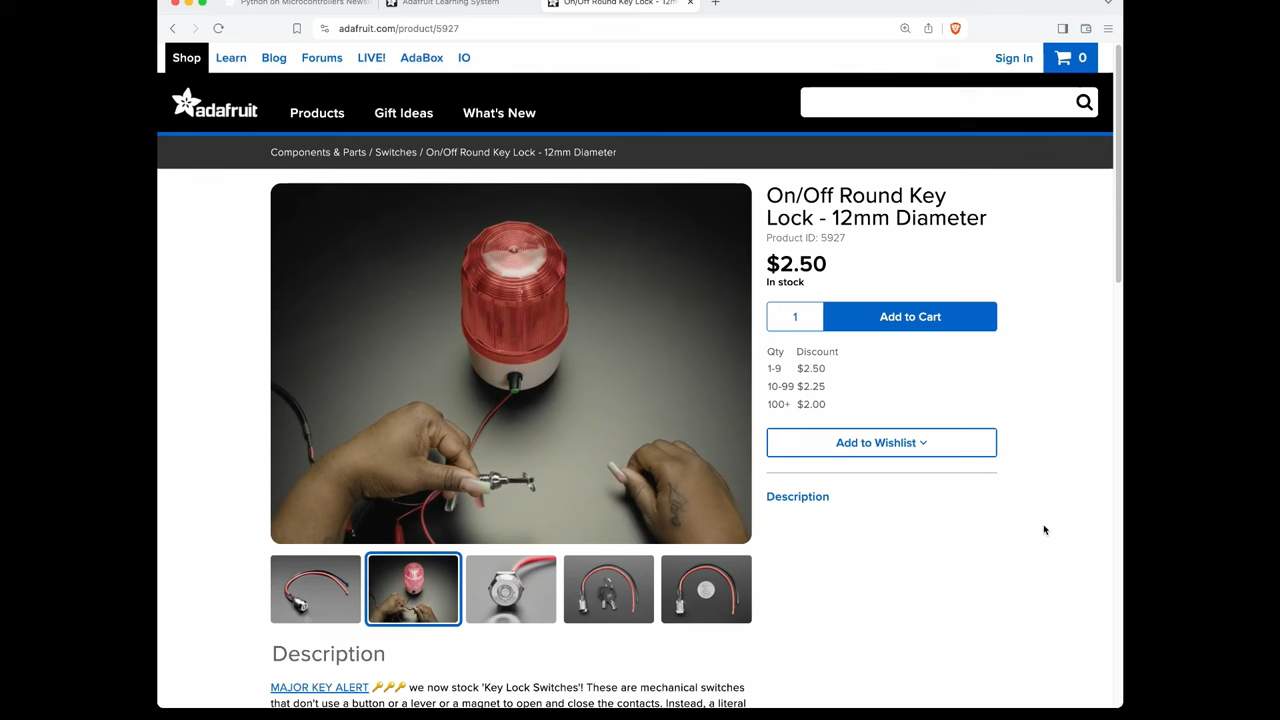 Python on Microcontrollers News
Adafruit Learning System
On/Off Round Key Lock - 12m
adafruit.com/product/5927
Shop
Learn
Blog
Forums
LIVE!
AdaBox
IO
Sign In
0
adafruit
Products
Gift Ideas
What's New
Components & Parts / Switches / On/Off Round Key Lock - 12mm Diameter
On/Off Round Key
Lock - 12mm Diameter
Product ID: 5927
$2.50
In stock
1
Add to Cart
Qty Discount
1-9 $2.50
10-99 $2.25
100+ $2.00
Add to Wishlist
Description
Description
MAJOR KEY ALERT 🔑🔑🔑 we now stock 'Key Lock Switches'! These are mechanical switches
that don't use a button or a lever or a magnet to open and close the contacts. Instead, a literal